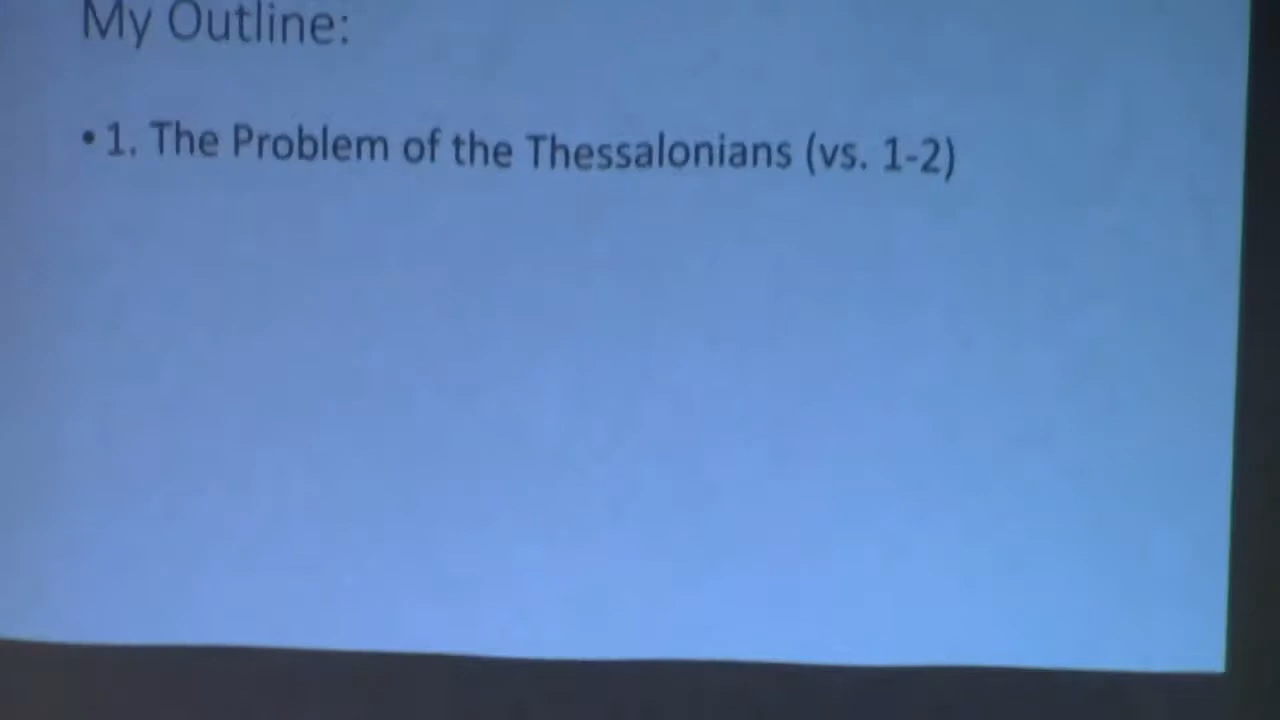 My Outline:
• 1. The Problem of the Thessalonians (vs. 1-2)